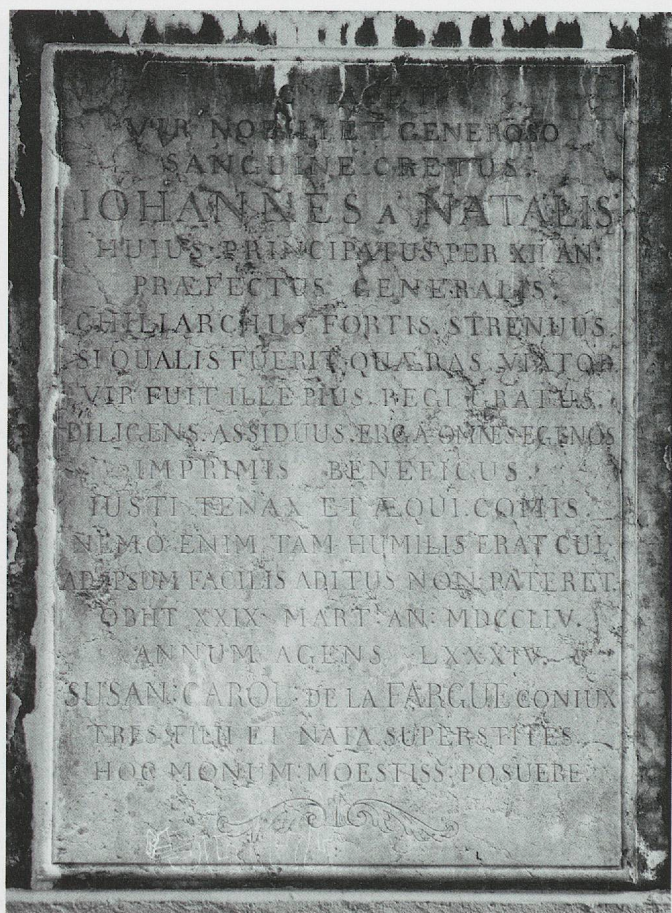 VIR NOBILI ET GENEROSO
SANGUINE CRETUS.
IOHANNES A NATALIS
HUIUS PRINCIPATUS PER XII AN:
PRÆFECTUS GENERALIS.
CHILIARCHUS FORTIS. STRENUUS.
SI QUALIS FUERIT QUÆRAS VIATOR
VIR FUIT ILLE PIUS. REGI GRATUS.
DILIGENS. ASSIDUUS. ERGA OMNES EGENOS
IMPRIMIS BENEFICUS.
IUSTI TENAX ET ÆQUI. COMIS.
NEMO ENIM TAM HUMILIS ERAT CUI
AD IPSUM FACILIS ADITUS NON PATERET.
OBIIT XXIX MART: AN: MDCCLIV.
ANNUM AGENS LXXXIV.
SUSAN: CAROL: DE LA FARGUE CONIUX
TRES FILII ET NATA SUPERSTITES
HOC MONUM: MOESTISS: POSUERE.